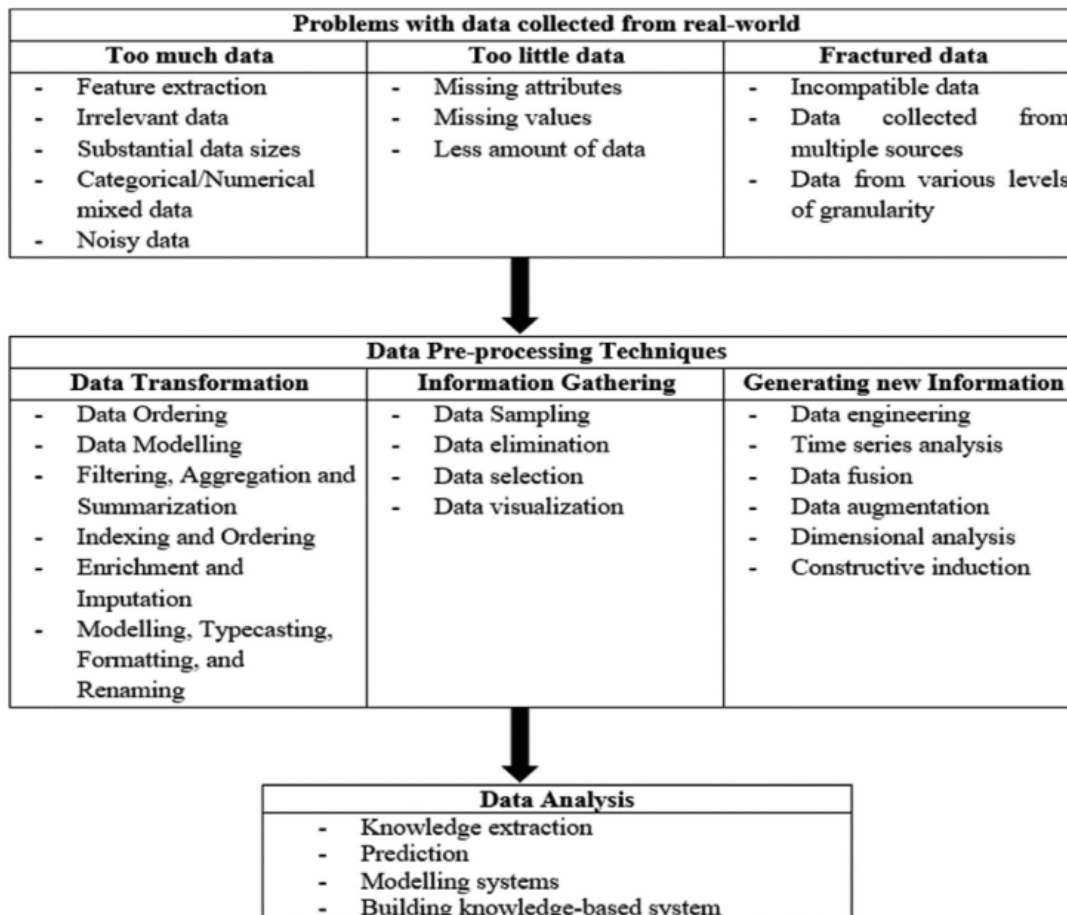 Problems with data collected from real-world
Too much data
- Feature extraction
- Irrelevant data
- Substantial data sizes
- Categorical/Numerical
mixed data
- Noisy data
Too little data
- Missing attributes
- Missing values
- Less amount of data
Fractured data
- Incompatible data
- Data collected from
multiple sources
- Data from various levels
of granularity
Data Pre-processing Techniques
Data Transformation
- Data Ordering
- Data Modelling
- Filtering, Aggregation and
Summarization
- Indexing and Ordering
- Enrichment and
Imputation
- Modelling, Typecasting,
Formatting, and
Renaming
Information Gathering
- Data Sampling
- Data elimination
- Data selection
- Data visualization
Generating new Information
- Data engineering
- Time series analysis
- Data fusion
- Data augmentation
- Dimensional analysis
- Constructive induction
Data Analysis
- Knowledge extraction
- Prediction
- Modelling systems
- Building knowledge-based system